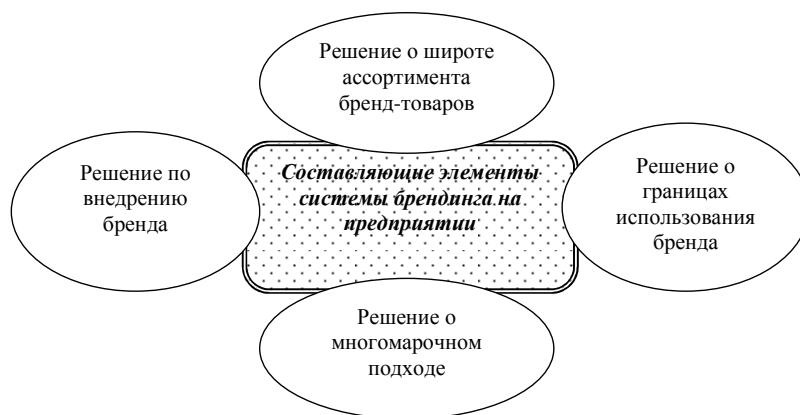 Решение о широте
ассортимента
бренд-товаров
Решение по
внедрению
бренда
Составляющие элементы
системы брендинга на
предприятии
Решение о
границах
использования
бренда
Решение о
многомарочном
подходе